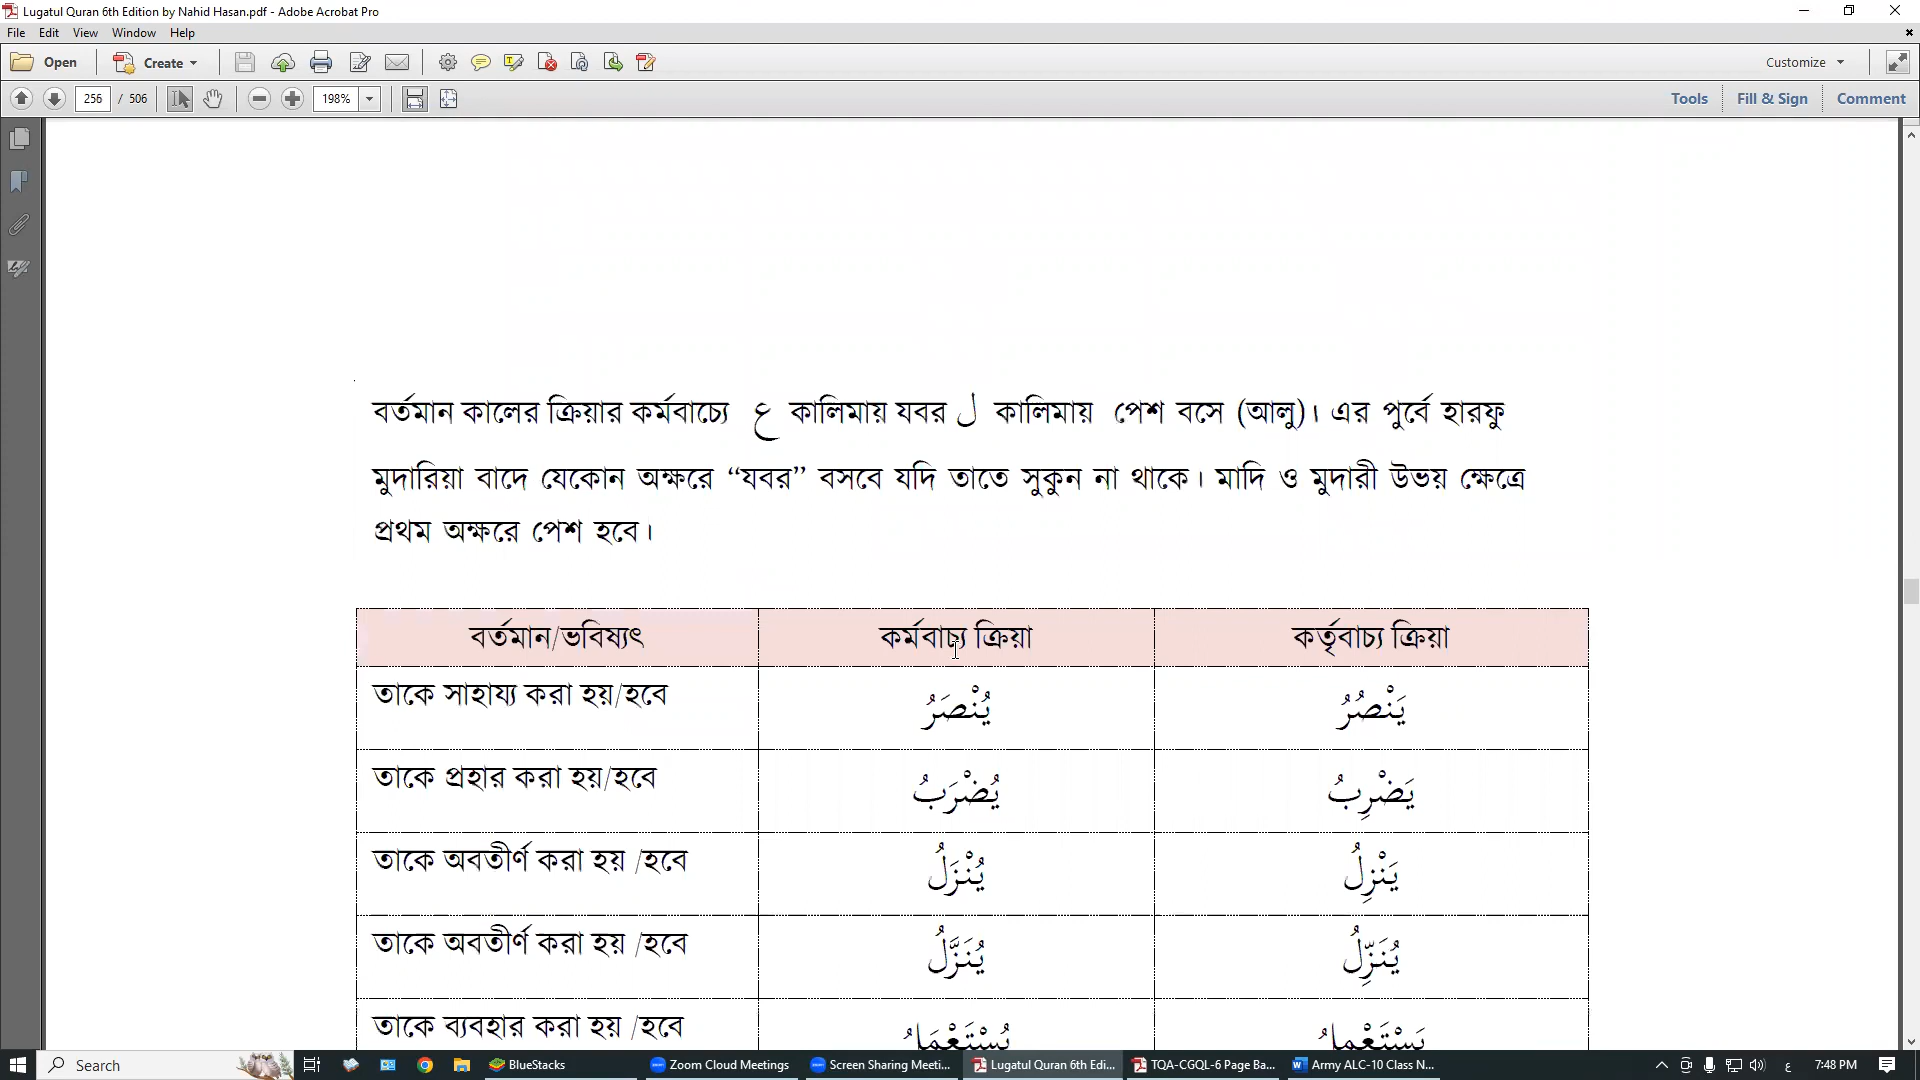 Lugatul Quran 6th Edition by Nahid Hasan.pdf - Adobe Acrobat Pro
File Edit View Window Help
Open Create Customize
256 / 506 198% Tools Fill & Sign Comment
বর্তমান কালের ক্রিয়ার কর্মবাচ্যে ع কালিমায় যবর ل কালিমায় পেশ বসে (আলু)। এর পুর্বে হারফু
মুদারিয়া বাদে যেকোন অক্ষরে “যবর” বসবে যদি তাতে সুকুন না থাকে। মাদি ও মুদারী উভয় ক্ষেত্রে
প্রথম অক্ষরে পেশ হবে।
বর্তমান/ভবিষ্যৎ কর্মবাচ্য ক্রিয়া কর্তৃবাচ্য ক্রিয়া
তাকে সাহায্য করা হয়/হবে يُنْصَرُ يَنْصُرُ
তাকে প্রহার করা হয়/হবে يُضْرَبُ يَضْرِبُ
তাকে অবতীর্ণ করা হয় /হবে يُنْزَلُ يَنْزِلُ
তাকে অবতীর্ণ করা হয় /হবে يُنَزَّلُ يُنَزِّلُ
তাকে ব্যবহার করা হয় /হবে يُسْتَعْمَلُ يَسْتَعْمِلُ
Search BlueStacks Zoom Cloud Meetings Screen Sharing Meeti... Lugatul Quran 6th Edi... TQA-CGQL-6 Page Ba... Army ALC-10 Class N... ع 7:48 PM